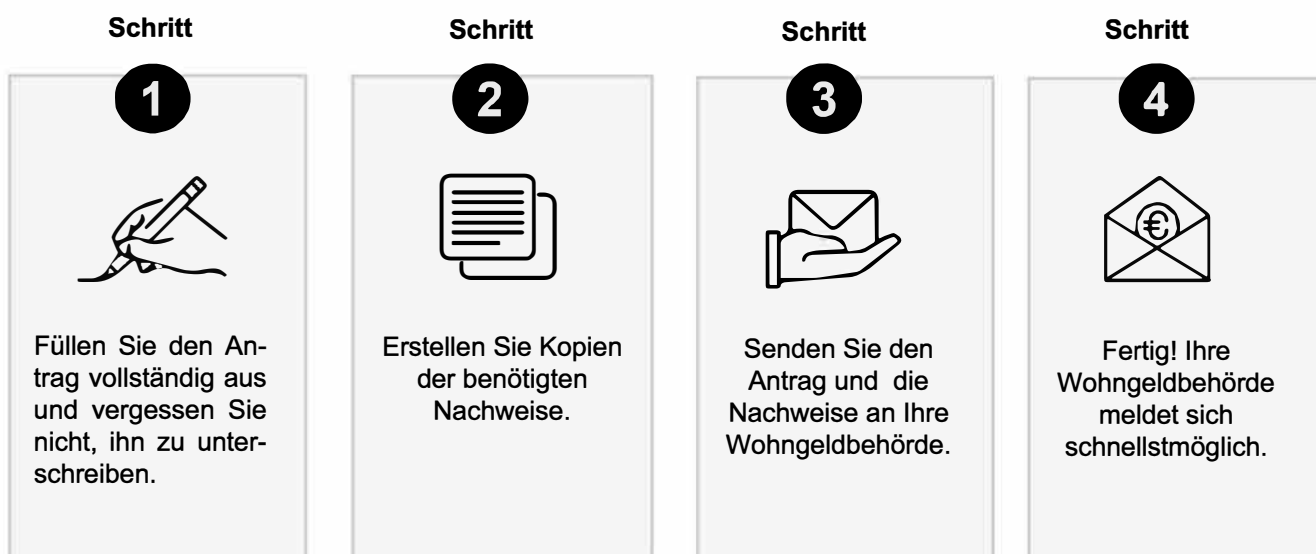 Schritt
1
Füllen Sie den An-
trag vollständig aus
und vergessen Sie
nicht, ihn zu unter-
schreiben.
Schritt
2
Erstellen Sie Kopien
der benötigten
Nachweise.
Schritt
3
Senden Sie den
Antrag und die
Nachweise an Ihre
Wohngeldbehörde.
Schritt
4
€
Fertig! Ihre
Wohngeldbehörde
meldet sich
schnellstmöglich.